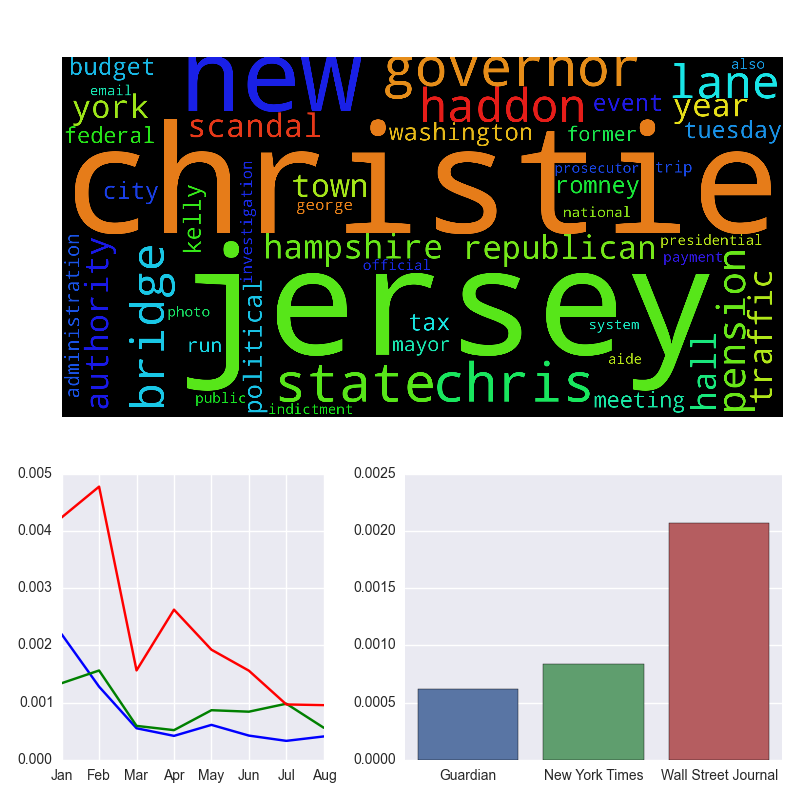 budget new governor lane also
email york scandal haddon event year
federal washington former tuesday
christie
city kelly investigation town george prosecutor trip romney
national
hampshire republican presidential
official payment
administration authority bridge photo jersey pension traffic
political run tax mayor system aide hall
public state chris meeting
indictment
0.005 0.0025
0.004 0.0020
0.003 0.0015
0.002 0.0010
0.001 0.0005
0.000 0.0000
Jan Feb Mar Apr May Jun Jul Aug Guardian New York Times Wall Street Journal